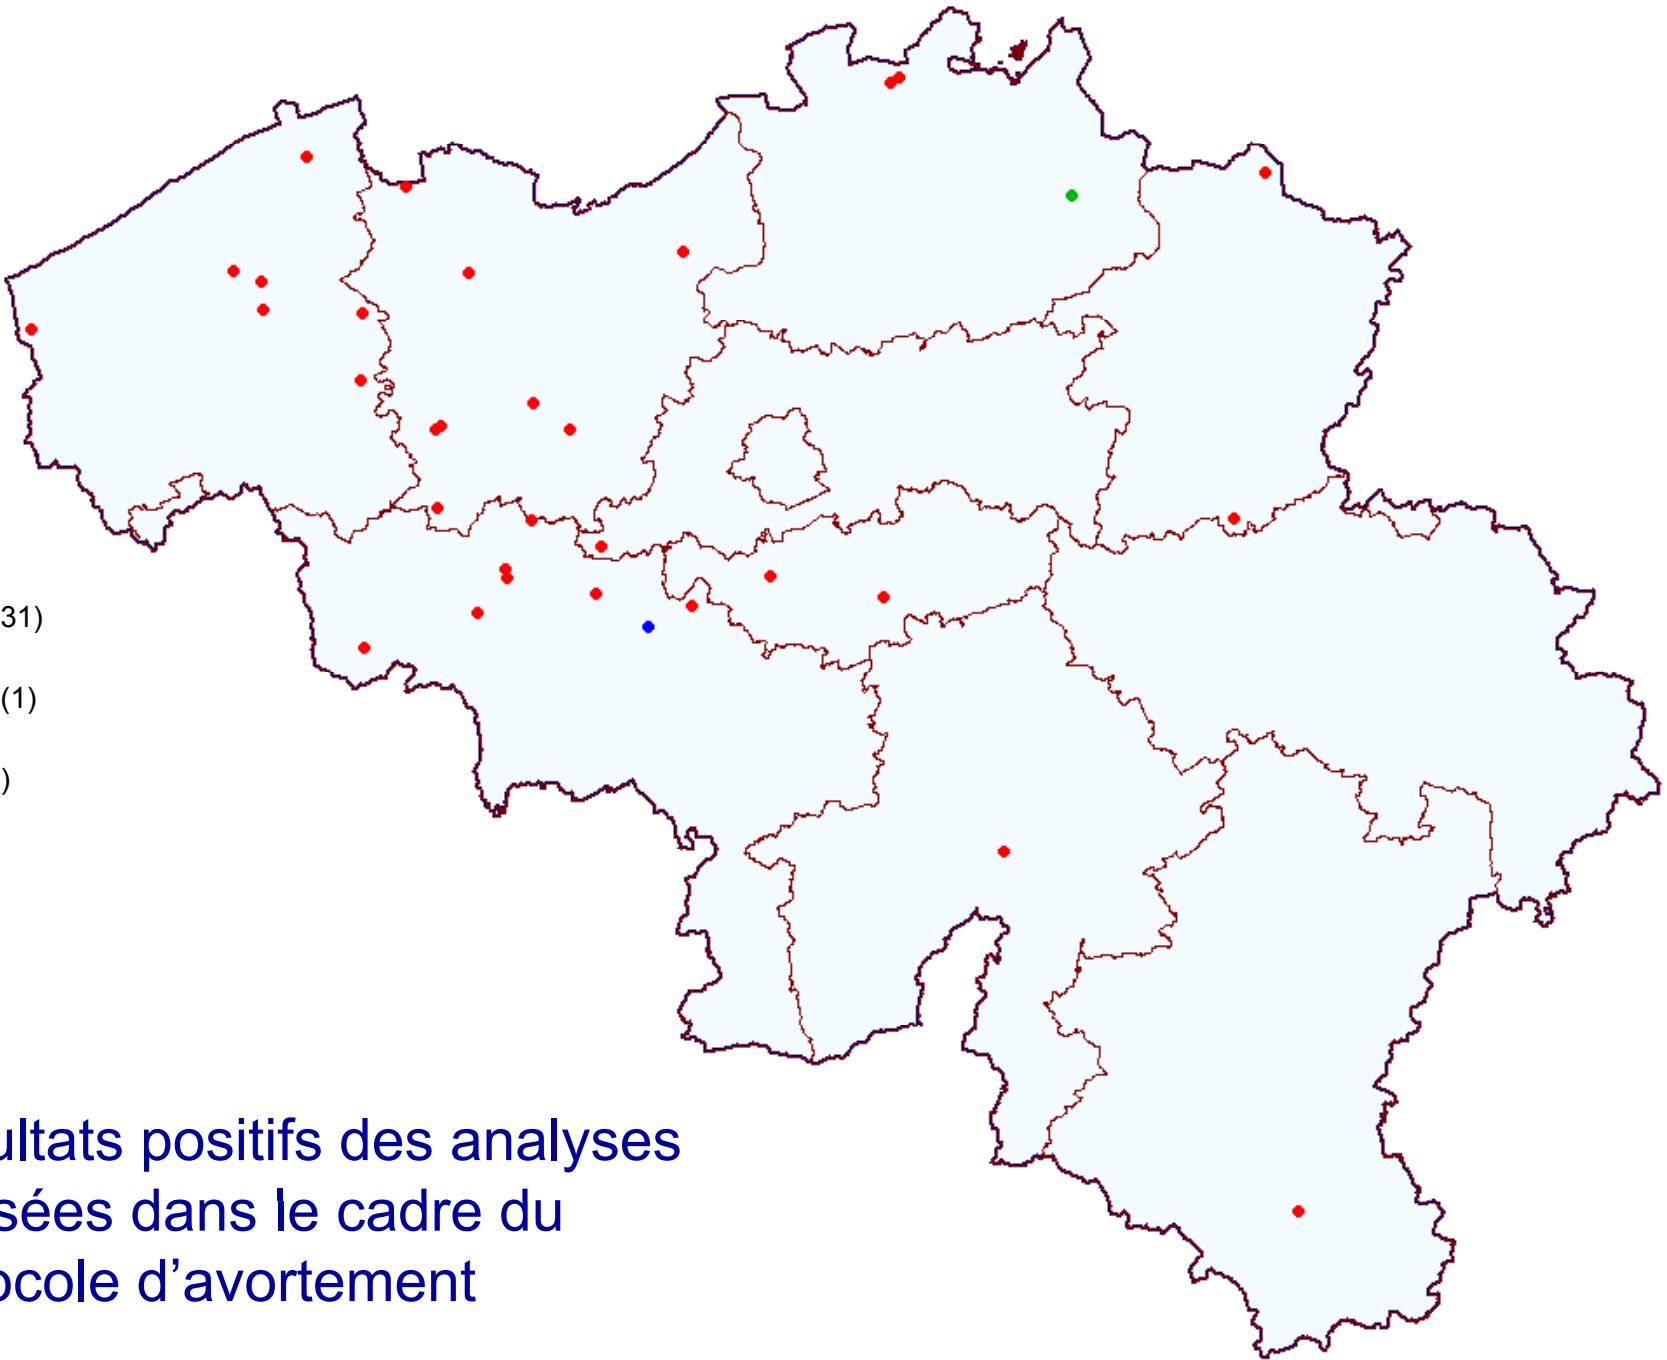 31)
(1)
)
ultats positifs des analyses
sées dans le cadre du
ocole d’avortement